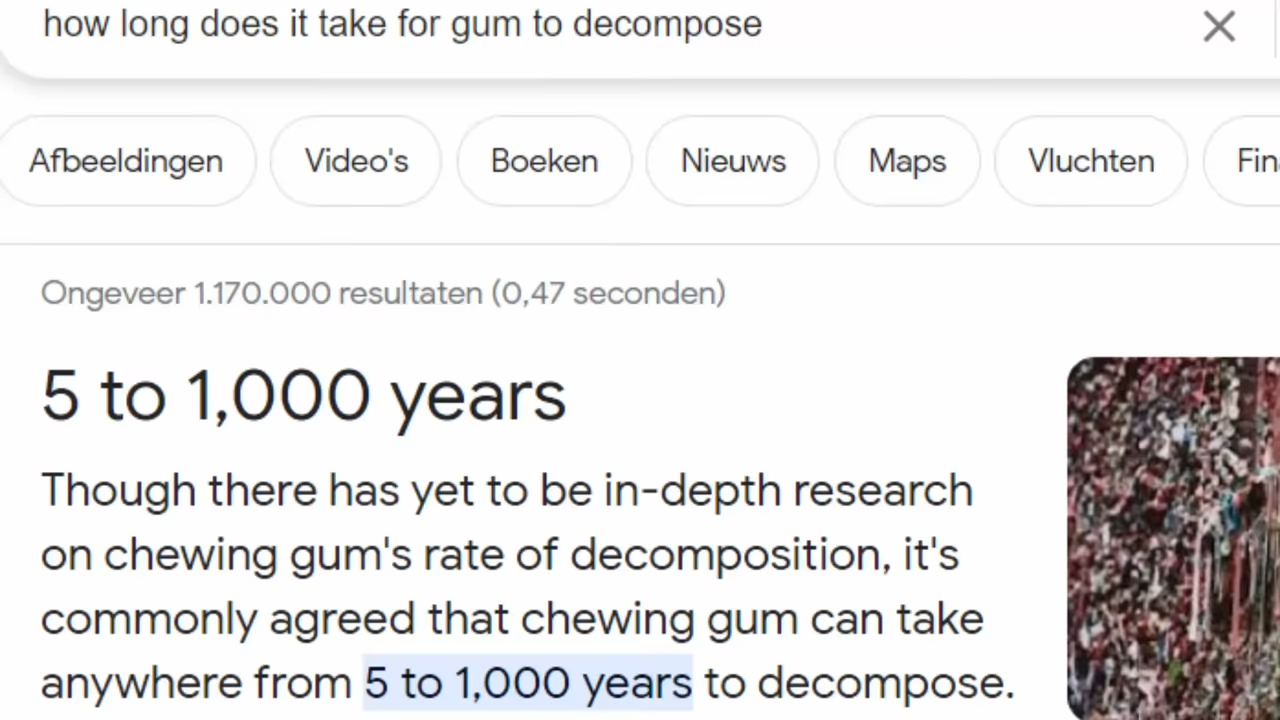 how long does it take for gum to decompose
Afbeeldingen Video's Boeken Nieuws Maps Vluchten
Ongeveer 1.170.000 resultaten (0,47 seconden)
5 to 1,000 years
Though there has yet to be in-depth research
on chewing gum's rate of decomposition, it's
commonly agreed that chewing gum can take
anywhere from 5 to 1,000 years to decompose.